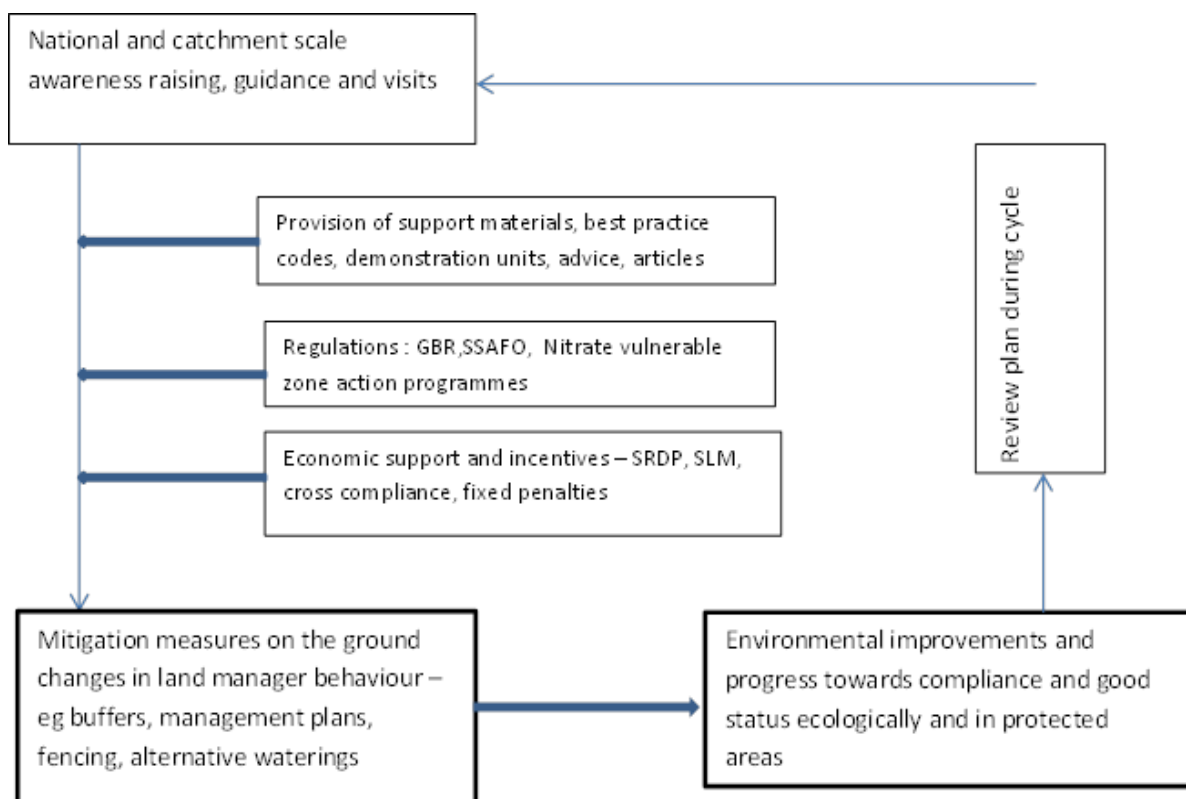 National and catchment scale
awareness raising, guidance and visits
Provision of support materials, best practice
codes, demonstration units, advice, articles
Regulations : GBR,SSAFO, Nitrate vulnerable
zone action programmes
Economic support and incentives – SRDP, SLM,
cross compliance, fixed penalties
Mitigation measures on the ground
changes in land manager behaviour –
eg buffers, management plans,
fencing, alternative waterings
Environmental improvements and
progress towards compliance and good
status ecologically and in protected
areas
Review plan during cycle